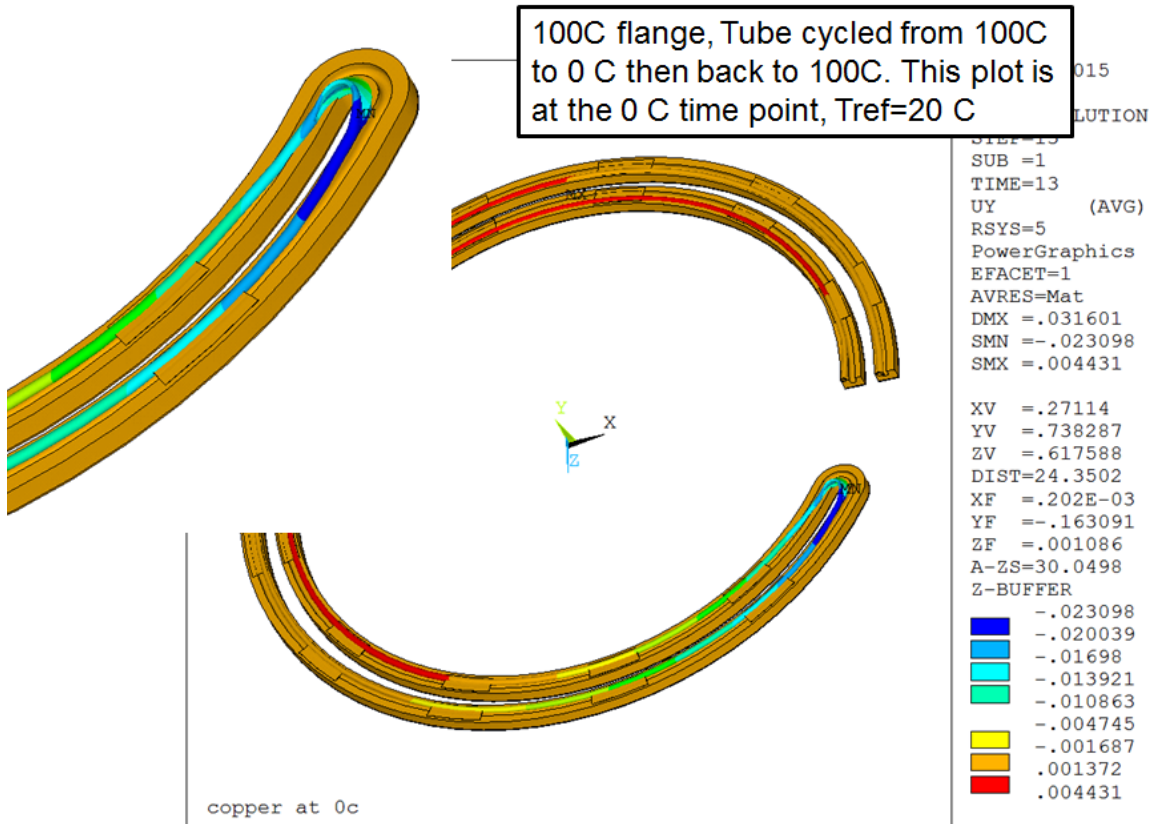 100C flange, Tube cycled from 100C
to 0 C then back to 100C. This plot is
at the 0 C time point, Tref=20 C
015
LUTION
SUB =1
TIME=13
UY (AVG)
RSYS=5
PowerGraphics
EFACET=1
AVRES=Mat
DMX =.031601
SMN =-.023098
SMX =.004431
XV =.27114
YV =.738287
ZV =.617588
DIST=24.3502
XF =.202E-03
YF =-.163091
ZF =.001086
A-ZS=30.0498
Z-BUFFER
-.023098
-.020039
-.01698
-.013921
-.010863
-.004745
-.001687
.001372
.004431
MN
MX
Y
X
Z
MN
copper at 0c